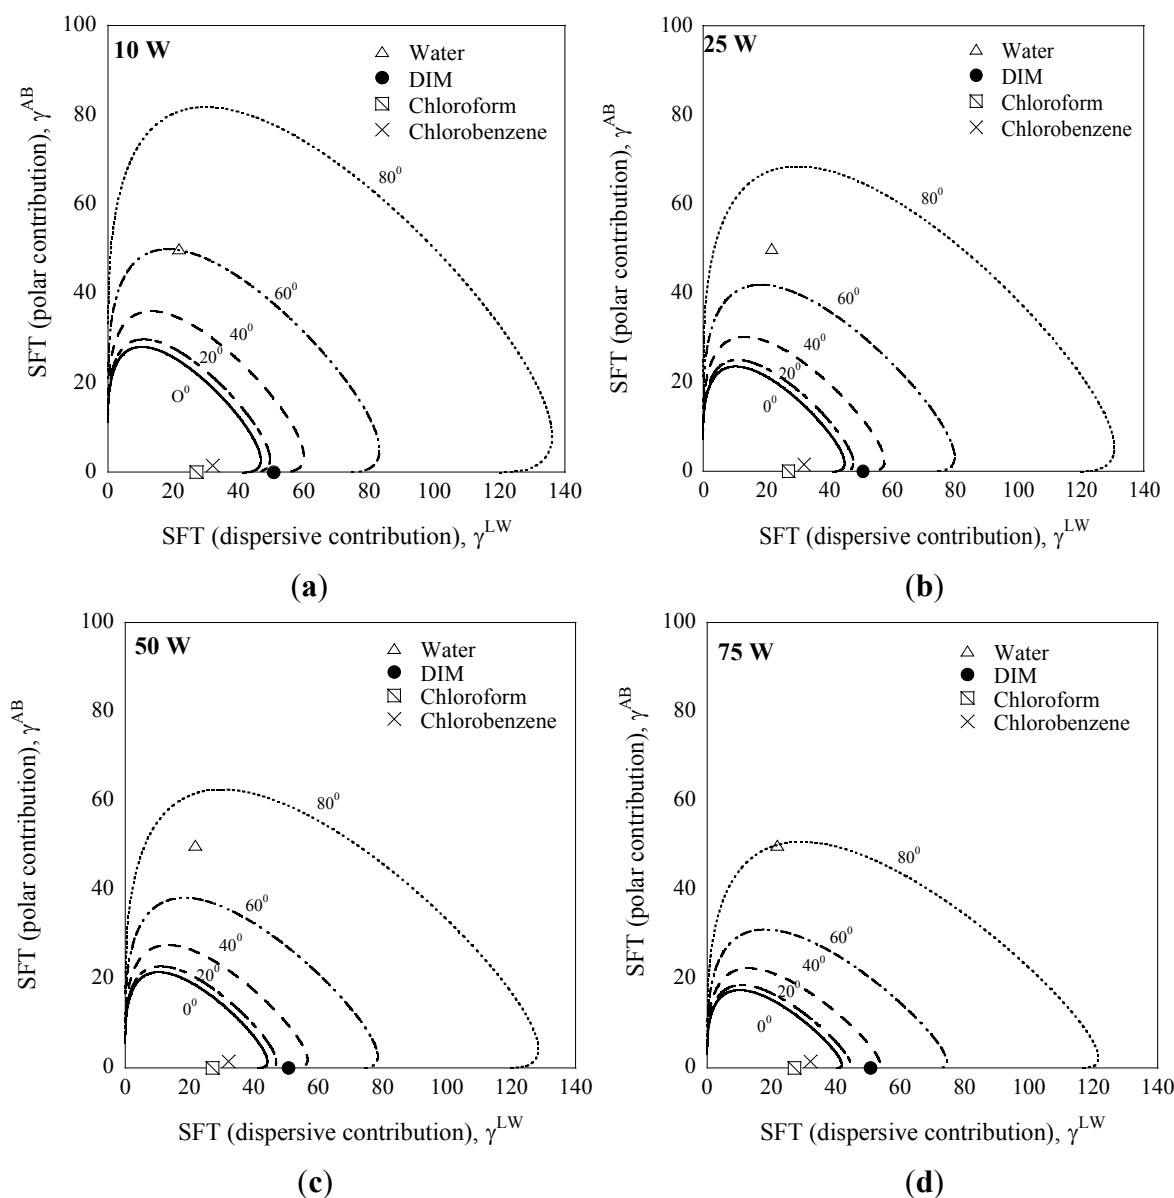 10 W
Water
DIM
Chloroform
Chlorobenzene
100
80
60
40
20
0
SFT (polar contribution), γ^AB
80⁰
60⁰
40⁰
20⁰
O⁰
0 20 40 60 80 100 120 140
SFT (dispersive contribution), γ^LW
(a)
25 W
Water
DIM
Chloroform
Chlorobenzene
100
80
60
40
20
0
SFT (polar contribution), γ^AB
80⁰
60⁰
40⁰
20⁰
0⁰
0 20 40 60 80 100 120 140
SFT (dispersive contribution), γ^LW
(b)
50 W
Water
DIM
Chloroform
Chlorobenzene
100
80
60
40
20
0
SFT (polar contribution), γ^AB
80⁰
60⁰
40⁰
20⁰
0⁰
0 20 40 60 80 100 120 140
SFT (dispersive contribution), γ^LW
(c)
75 W
Water
DIM
Chloroform
Chlorobenzene
100
80
60
40
20
0
SFT (polar contribution), γ^AB
80⁰
60⁰
40⁰
20⁰
0⁰
0 20 40 60 80 100 120 140
SFT (dispersive contribution), γ^LW
(d)